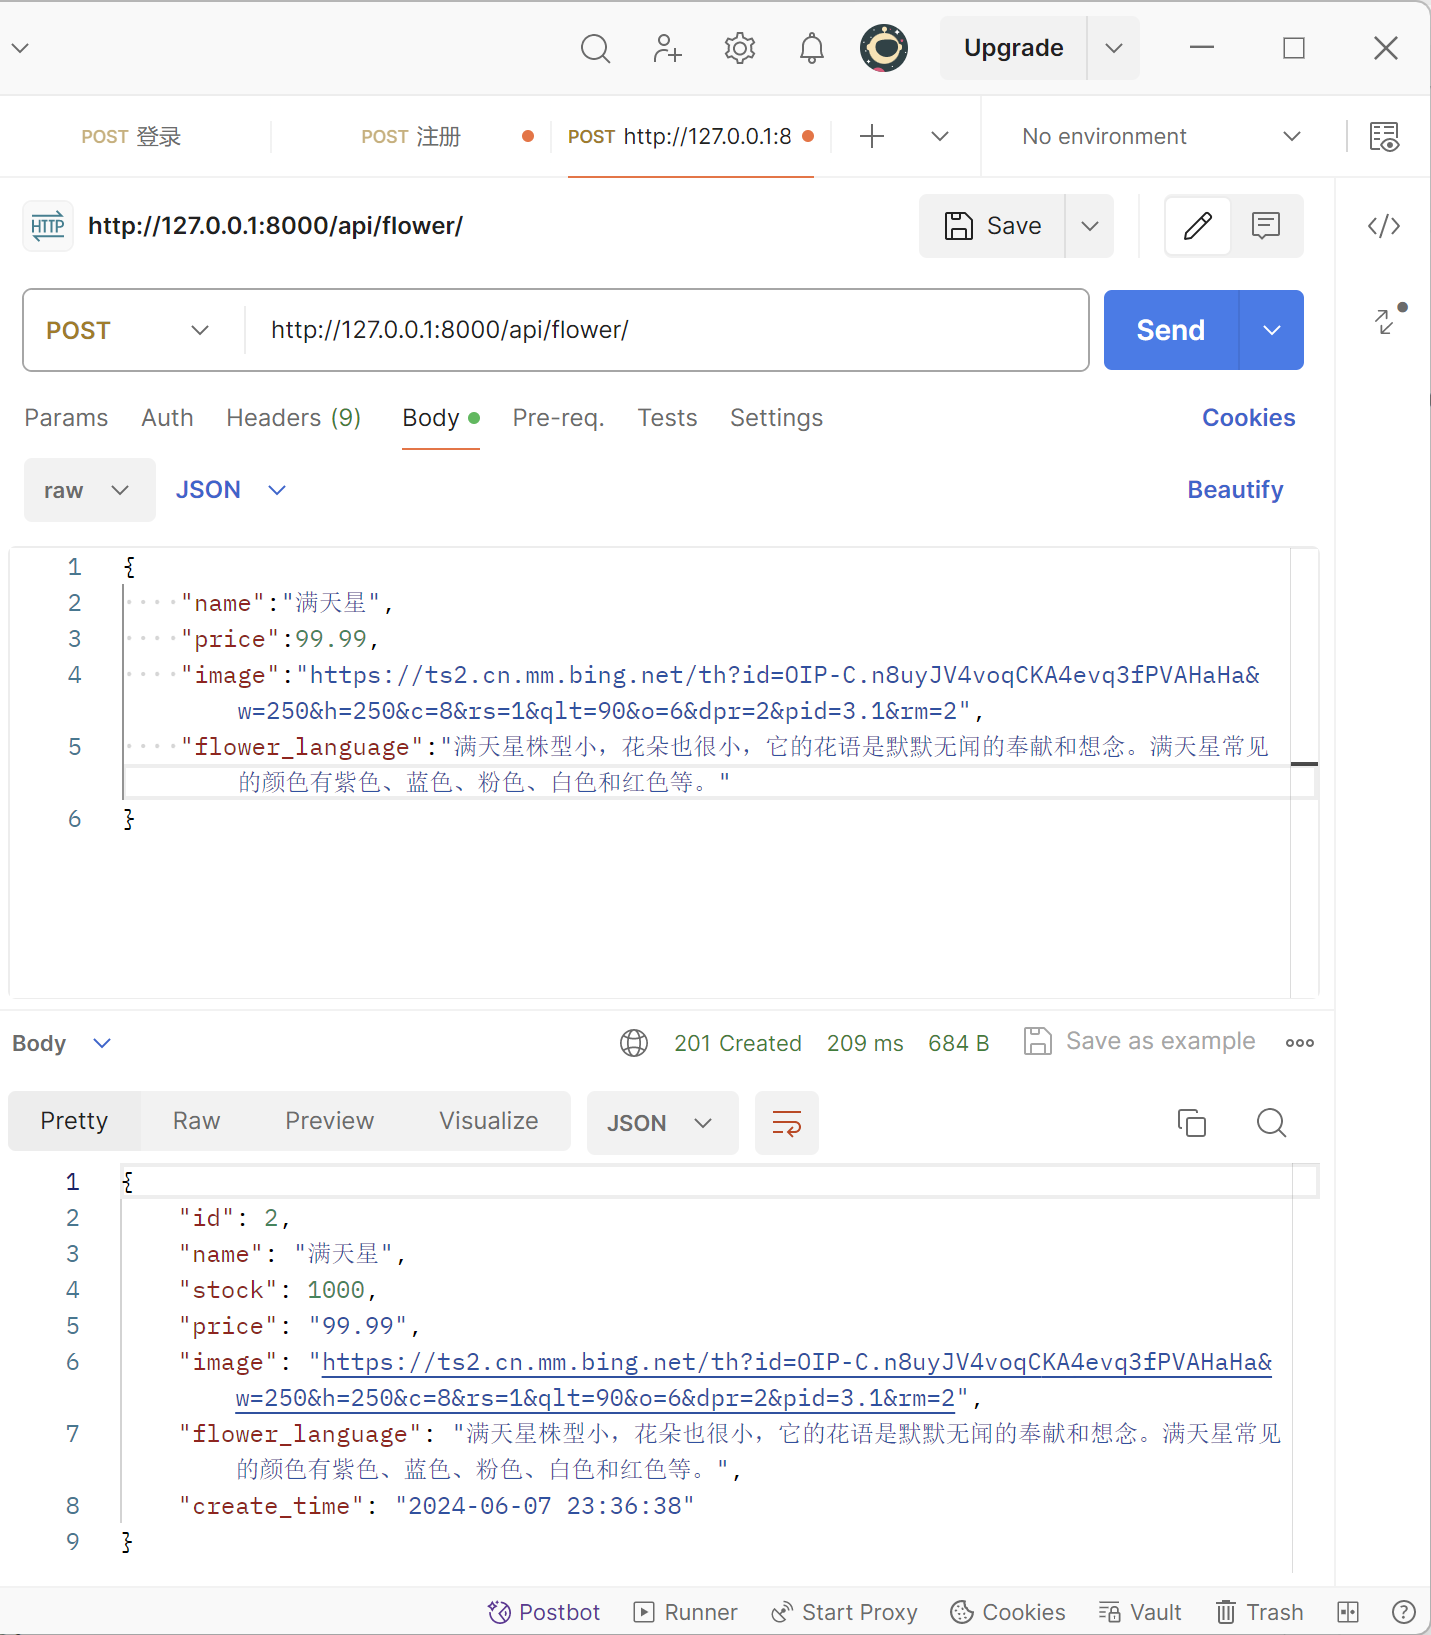 Upgrade
POST 登录
POST 注册
POST http://127.0.0.1:8
No environment
HTTP http://127.0.0.1:8000/api/flower/
Save
POST http://127.0.0.1:8000/api/flower/
Send
Params Auth Headers (9) Body Pre-req. Tests Settings Cookies
raw JSON Beautify
1 {
2 "name":"满天星",
3 "price":99.99,
4 "image":"https://ts2.cn.mm.bing.net/th?id=OIP-C.n8uyJV4voqCKA4evq3fPVAHaHa&
w=250&h=250&c=8&rs=1&qlt=90&o=6&dpr=2&pid=3.1&rm=2",
5 "flower_language":"满天星株型小，花朵也很小，它的花语是默默无闻的奉献和想念。满天星常见
的颜色有紫色、蓝色、粉色、白色和红色等。"
6 }
Body 201 Created 209 ms 684 B Save as example
Pretty Raw Preview Visualize JSON
1 {
2 "id": 2,
3 "name": "满天星",
4 "stock": 1000,
5 "price": "99.99",
6 "image": "https://ts2.cn.mm.bing.net/th?id=OIP-C.n8uyJV4voqCKA4evq3fPVAHaHa&
w=250&h=250&c=8&rs=1&qlt=90&o=6&dpr=2&pid=3.1&rm=2",
7 "flower_language": "满天星株型小，花朵也很小，它的花语是默默无闻的奉献和想念。满天星常见
的颜色有紫色、蓝色、粉色、白色和红色等。",
8 "create_time": "2024-06-07 23:36:38"
9 }
Postbot Runner Start Proxy Cookies Vault Trash